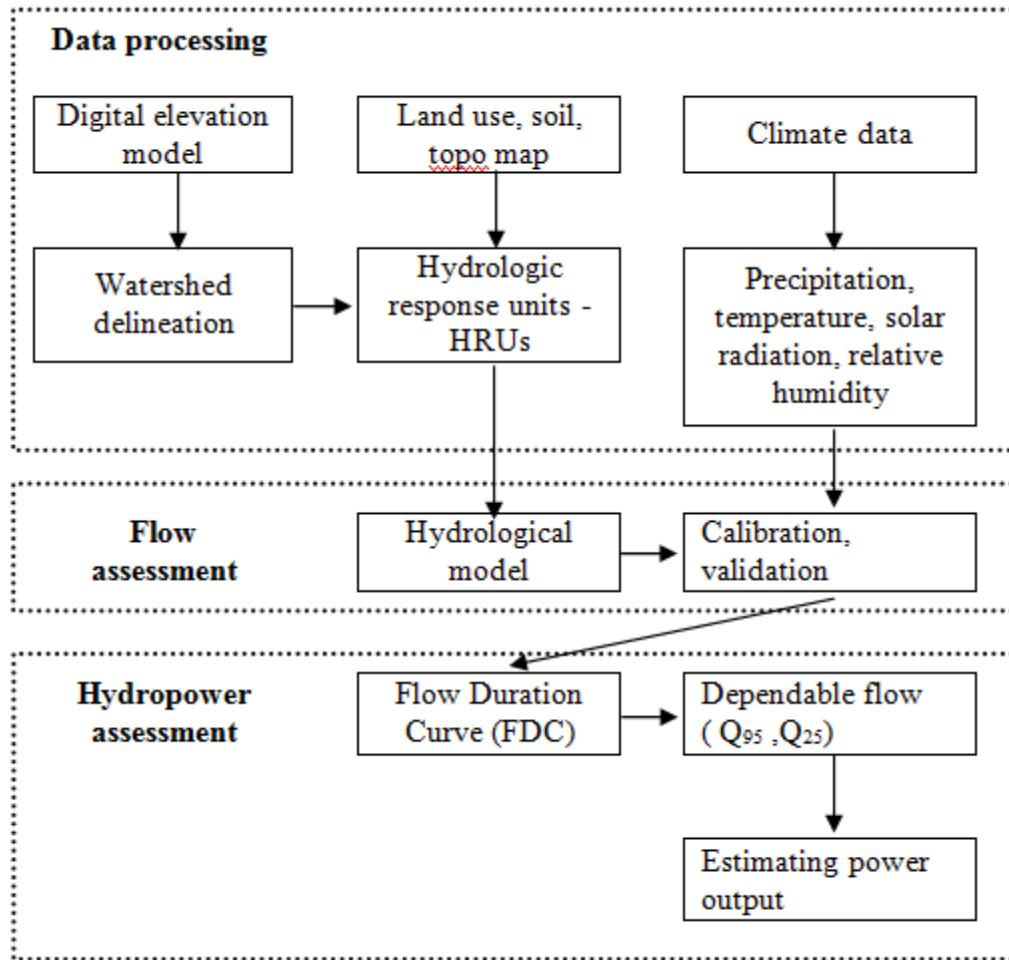 Data processing
Digital elevation
model
Land use, soil,
topo map
Climate data
Watershed
delineation
Hydrologic
response units -
HRUs
Precipitation,
temperature, solar
radiation, relative
humidity
Flow
assessment
Hydrological
model
Calibration,
validation
Hydropower
assessment
Flow Duration
Curve (FDC)
Dependable flow
( Q₉₅ ,Q₂₅)
Estimating power
output